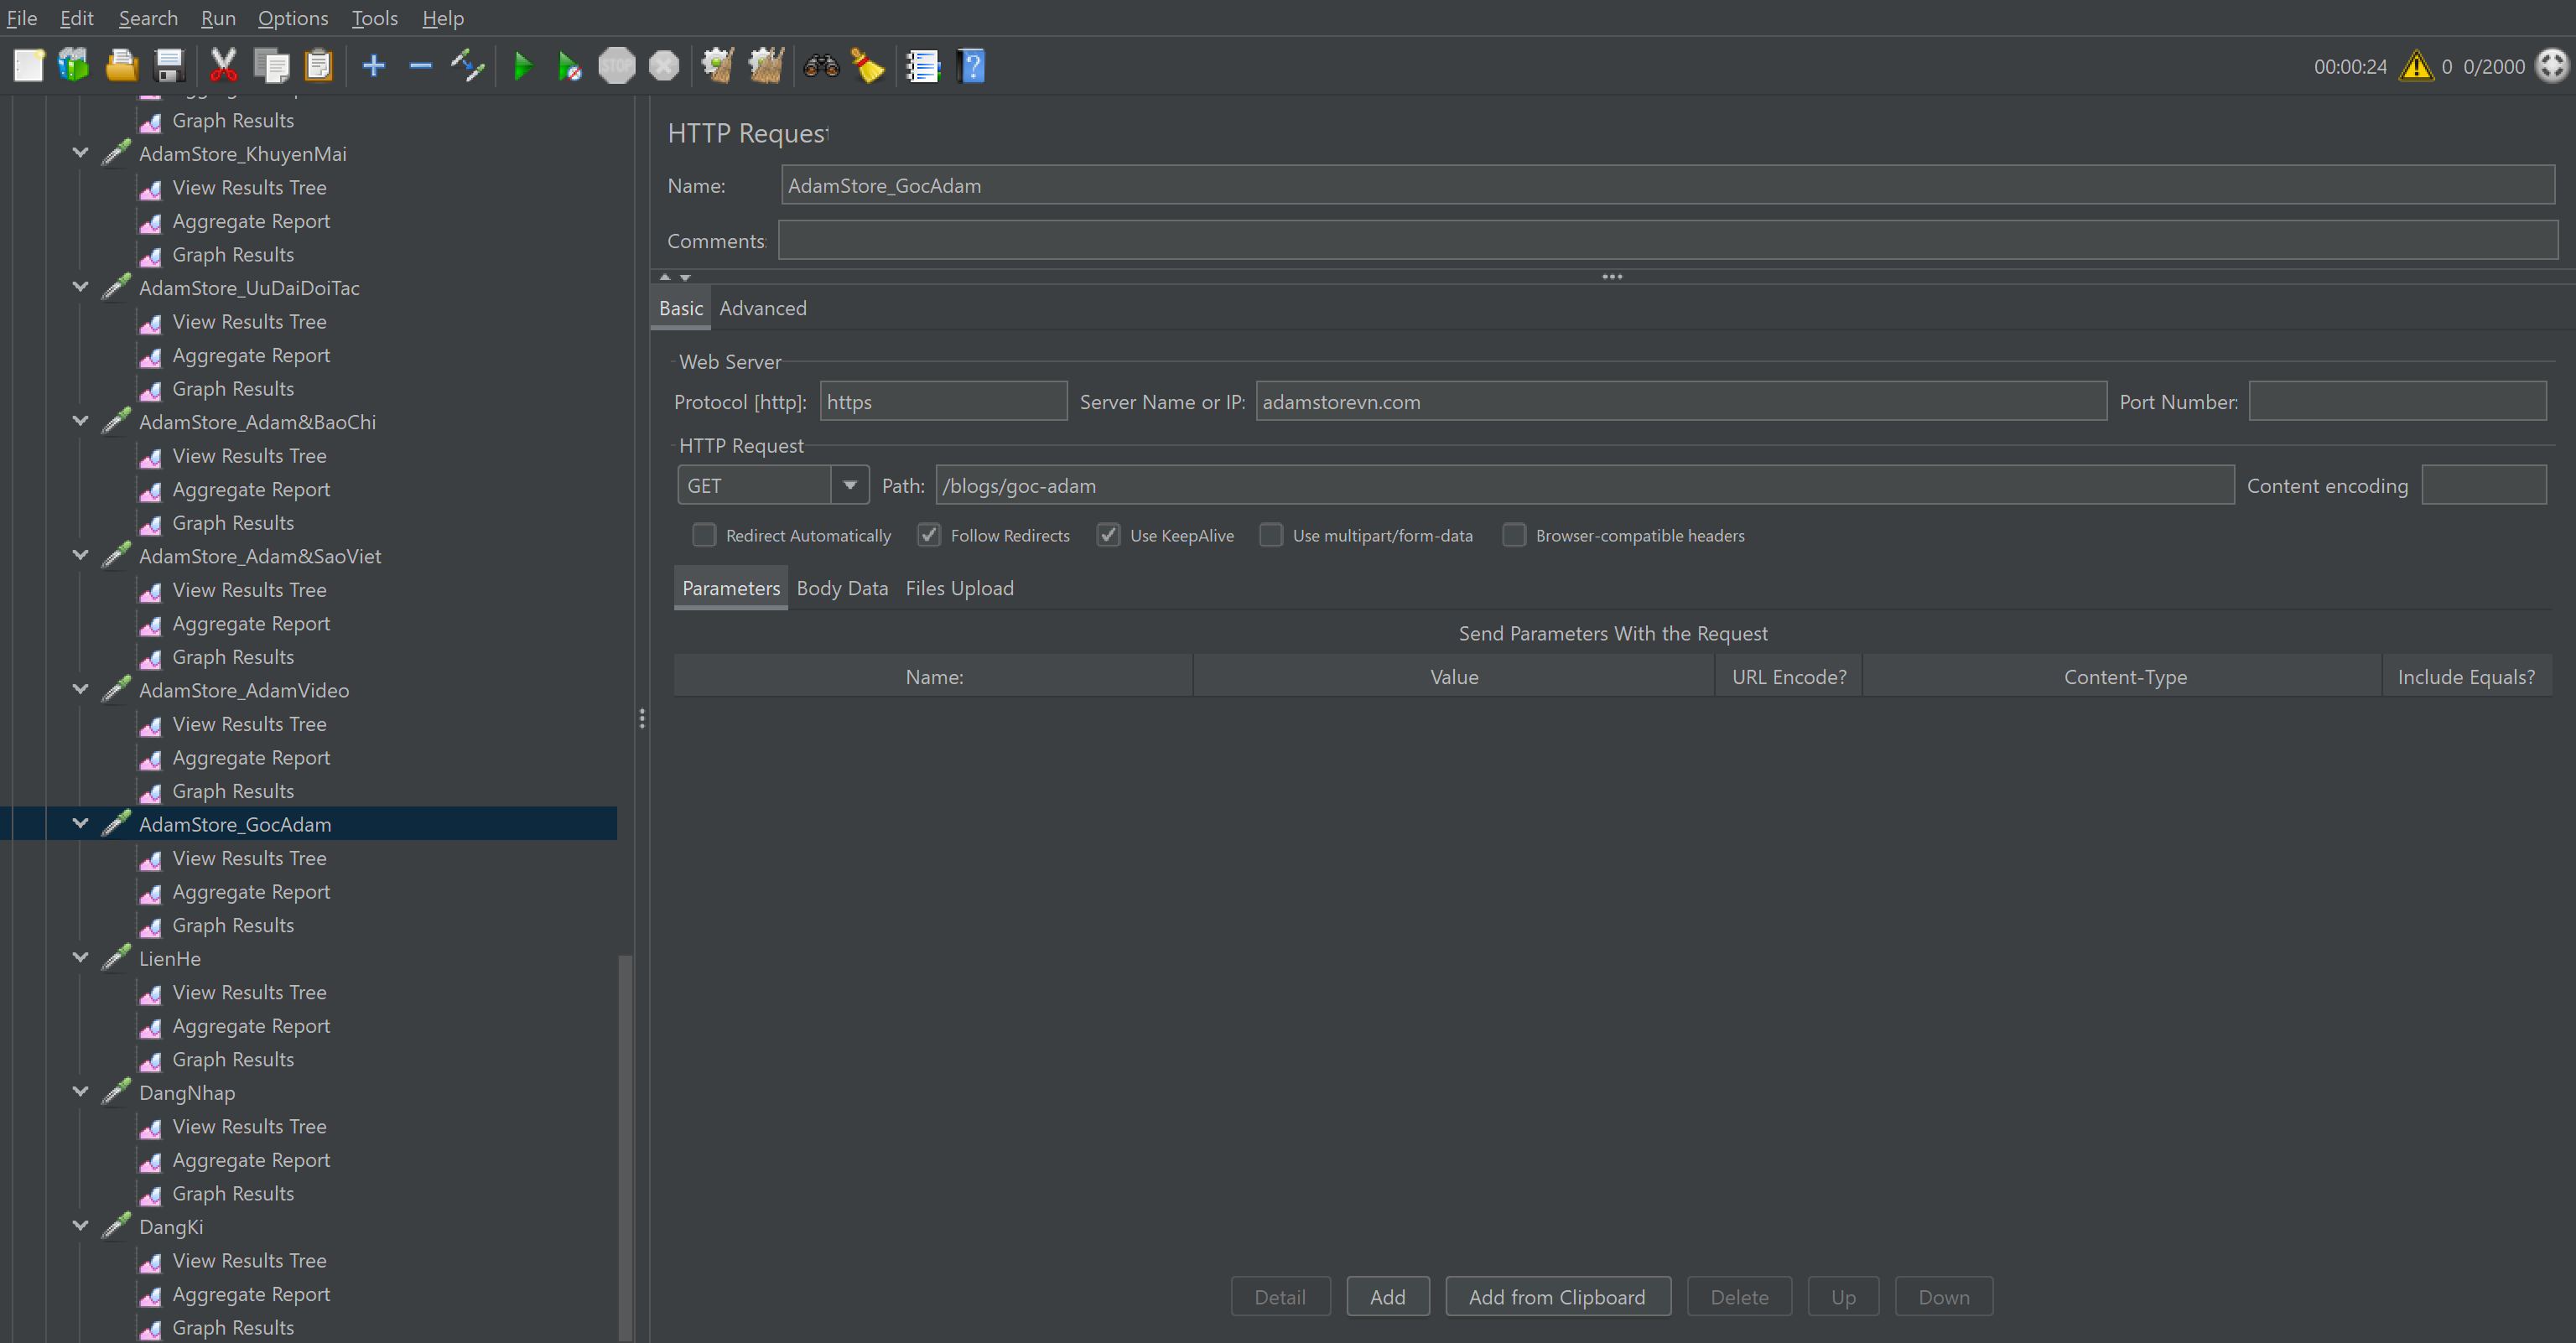 File Edit Search Run Options Tools Help
STOP
00:00:24 0 0/2000
Graph Results
AdamStore_KhuyenMai
View Results Tree
Aggregate Report
Graph Results
AdamStore_UuDaiDoiTac
View Results Tree
Aggregate Report
Graph Results
AdamStore_Adam&BaoChi
View Results Tree
Aggregate Report
Graph Results
AdamStore_Adam&SaoViet
View Results Tree
Aggregate Report
Graph Results
AdamStore_AdamVideo
View Results Tree
Aggregate Report
Graph Results
AdamStore_GocAdam
View Results Tree
Aggregate Report
Graph Results
LienHe
View Results Tree
Aggregate Report
Graph Results
DangNhap
View Results Tree
Aggregate Report
Graph Results
DangKi
View Results Tree
Aggregate Report
Graph Results
HTTP Request
Name: AdamStore_GocAdam
Comments:
Basic Advanced
Web Server
Protocol [http]: https Server Name or IP: adamstorevn.com Port Number:
HTTP Request
GET Path: /blogs/goc-adam Content encoding
Redirect Automatically Follow Redirects Use KeepAlive Use multipart/form-data Browser-compatible headers
Parameters Body Data Files Upload
Send Parameters With the Request
Name: Value URL Encode? Content-Type Include Equals?
Detail Add Add from Clipboard Delete Up Down